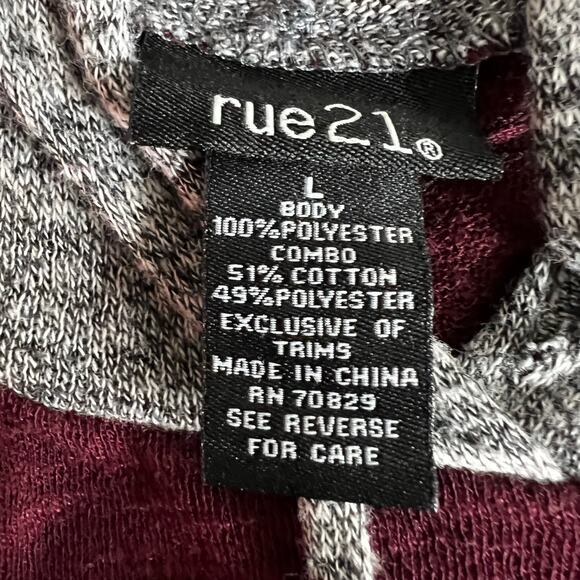 rue21®
L
BODY
100%POLYESTER
COMBO
51% COTTON
49%POLYESTER
EXCLUSIVE OF
TRIMS
MADE IN CHINA
RN 70829
SEE REVERSE
FOR CARE